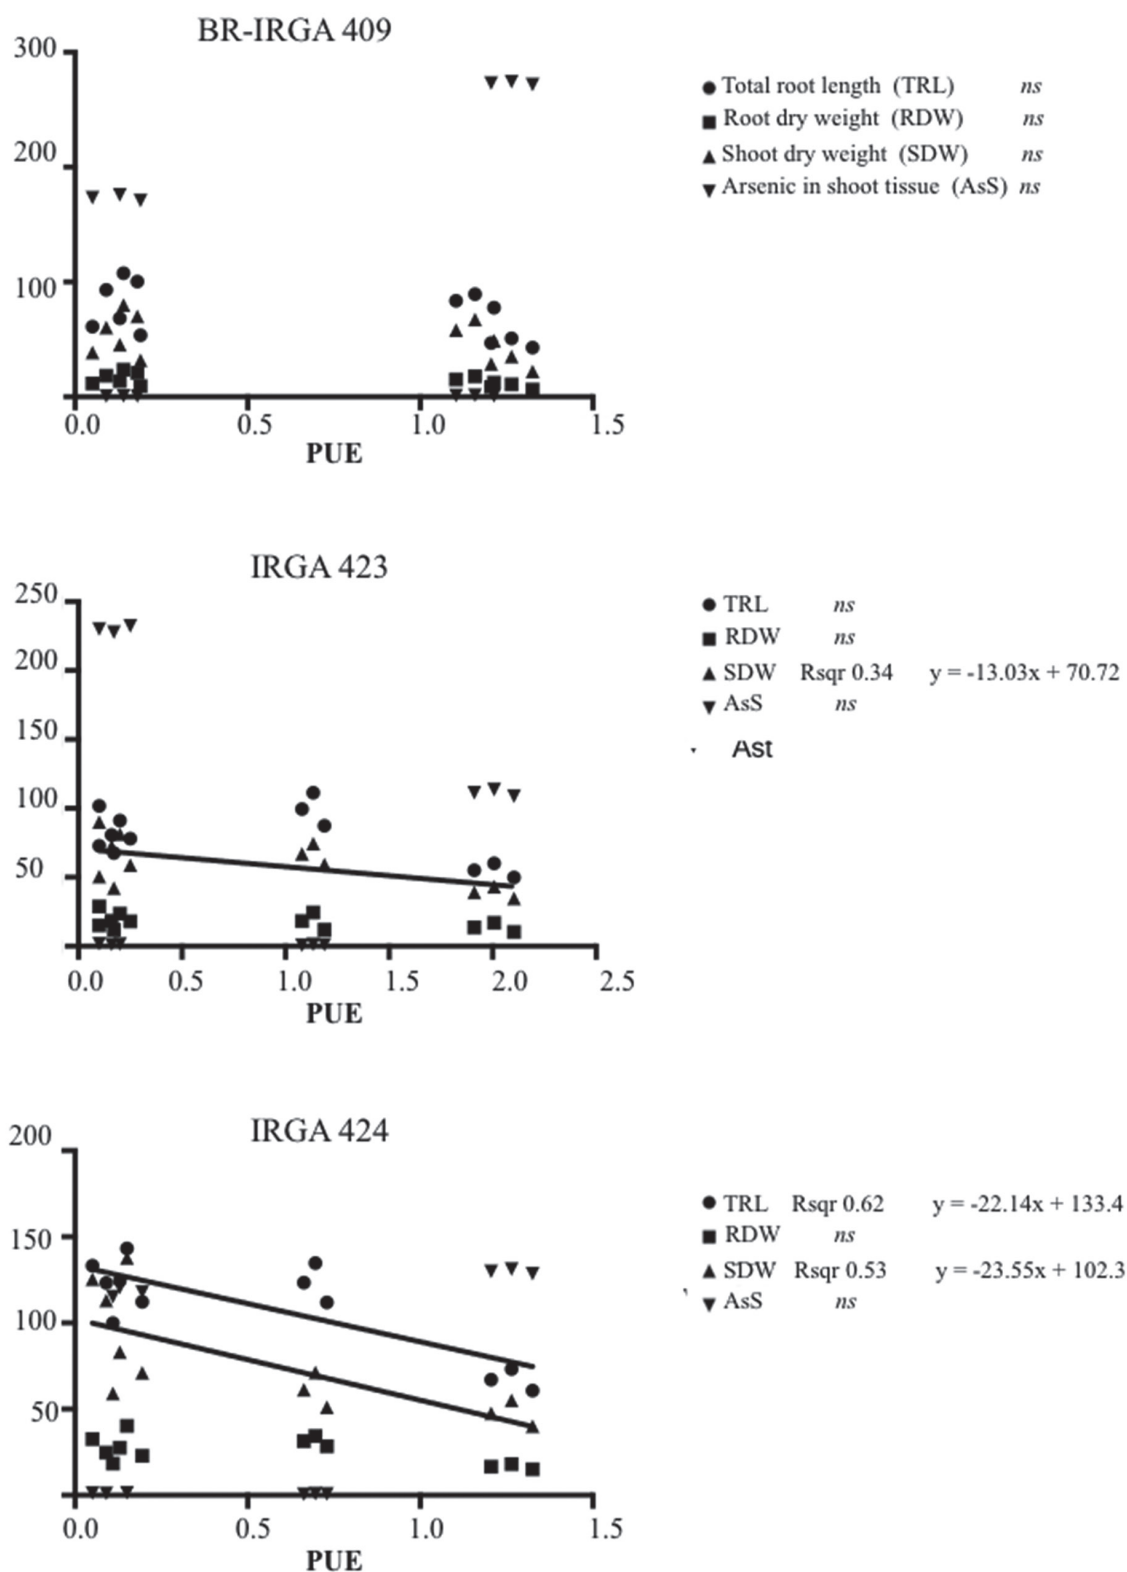 BR-IRGA 409
300
200
100
0.0 0.5 1.0 1.5
PUE
Total root length (TRL) ns
Root dry weight (RDW) ns
Shoot dry weight (SDW) ns
Arsenic in shoot tissue (AsS) ns
IRGA 423
250
200
150
100
50
0.0 0.5 1.0 1.5 2.0 2.5
PUE
TRL ns
RDW ns
SDW Rsqr 0.34 y = -13.03x + 70.72
AsS ns
Ast
IRGA 424
200
150
100
50
0.0 0.5 1.0 1.5
PUE
TRL Rsqr 0.62 y = -22.14x + 133.4
RDW ns
SDW Rsqr 0.53 y = -23.55x + 102.3
AsS ns